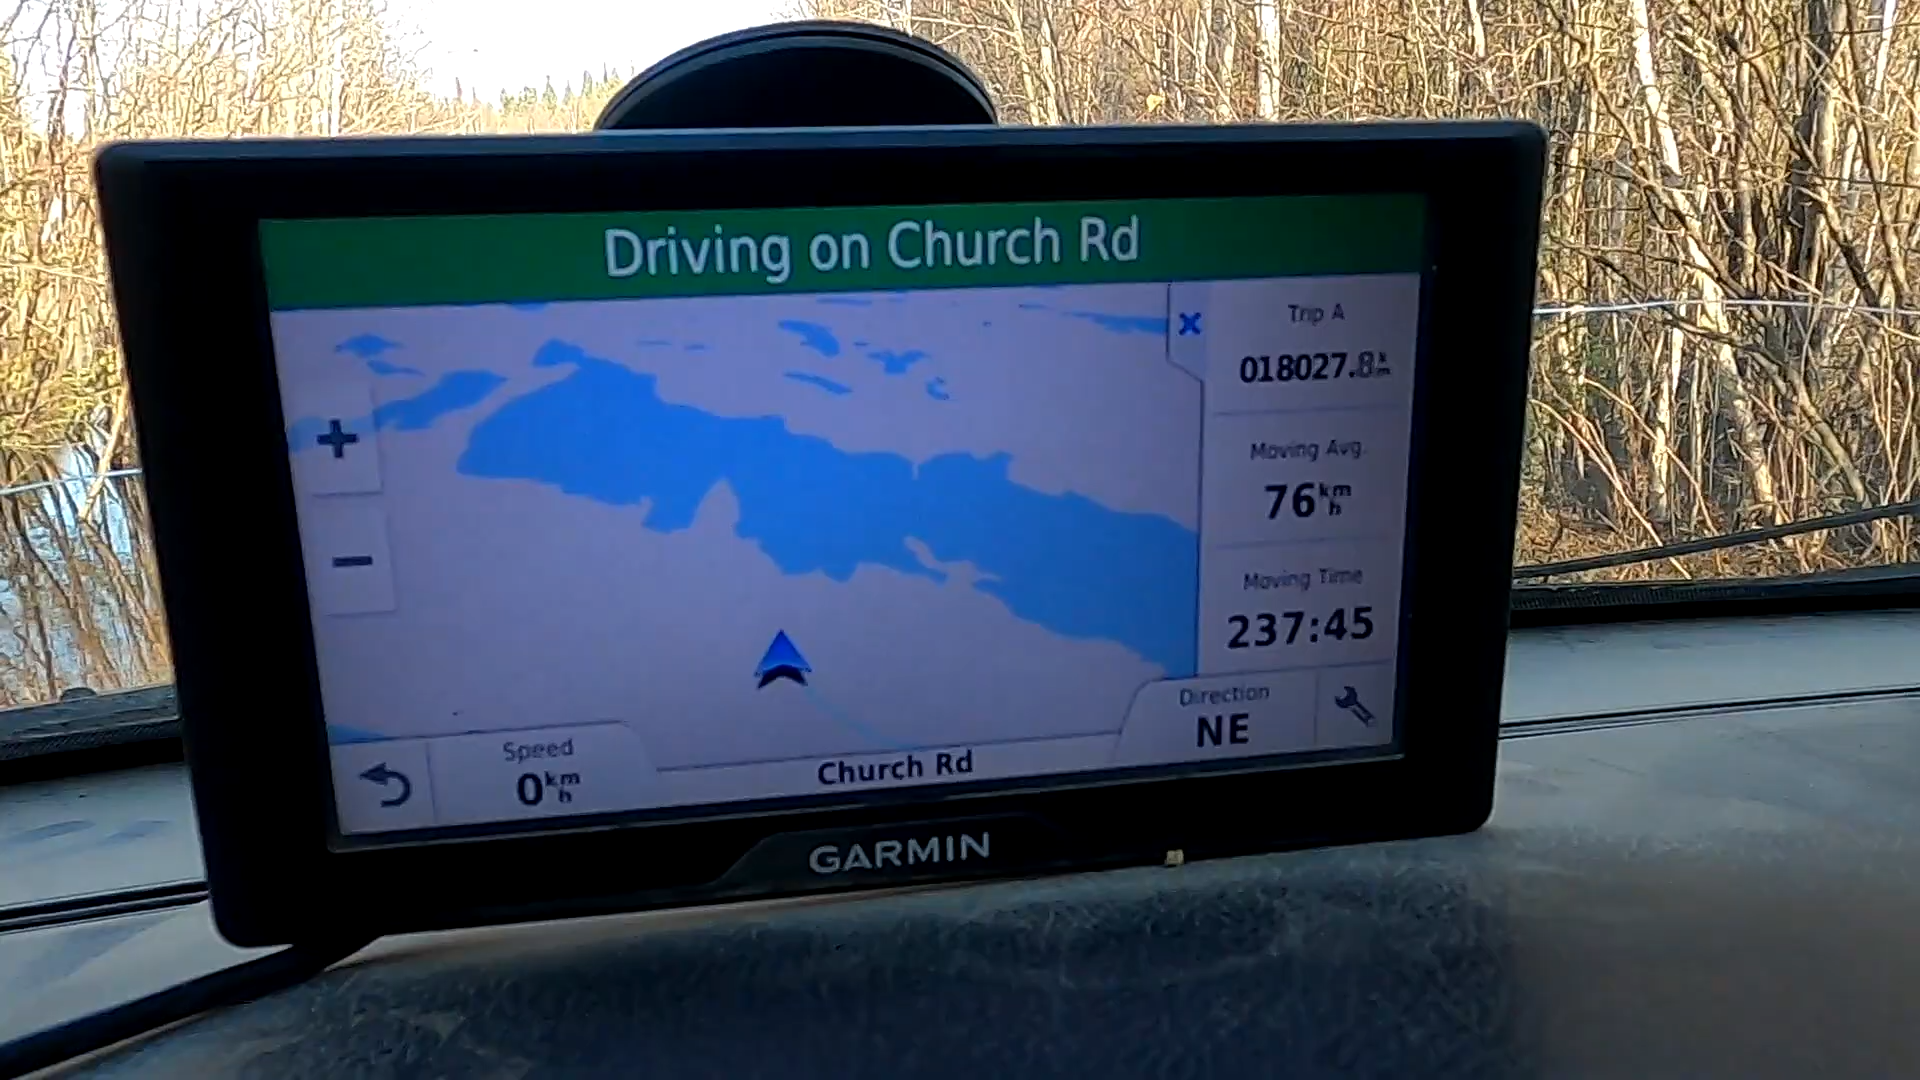 Driving on Church Rd
Trip A
018027.8 km
Moving Avg.
76 km/h
Moving Time
237:45
Direction
NE
Speed
0 km/h
Church Rd
GARMIN